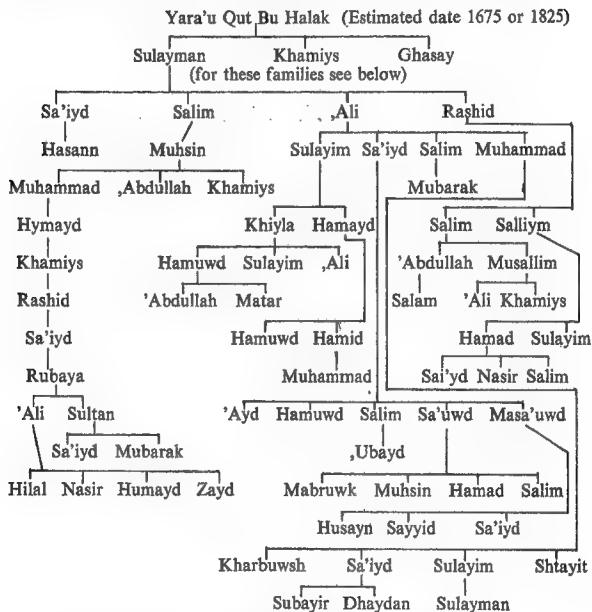 Yara'u Qut Bu Halak (Estimated date 1675 or 1825)
Sulayman Khamiys Ghasay
(for these families see below)
Sa'iyd Salim ,Ali Rashid
Hasann Muhsin Sulayim Sa'iyd Salim Muhammad
Muhammad ,Abdullah Khamiys Mubarak
Hymayd Khiyla Hamayd Salim Salliym
Khamiys Hamuwd Sulayim ,Ali 'Abdullah Musallim
Rashid 'Abdullah Matar Salam 'Ali Khamiys
Sa'iyd Hamuwd Hamid Hamad Sulayim
Rubaya Muhammad Sai'yd Nasir Salim
'Ali Sultan 'Ayd Hamuwd Salim Sa'uwd Masa'uwd
Sa'iyd Mubarak ,Ubayd
Hilal Nasir Humayd Zayd Mabruwk Muhsin Hamad Salim
Husayn Sayyid Sa'iyd
Kharbuwsh Sa'iyd Sulayim Shtayit
Subayir Dhaydan Sulayman